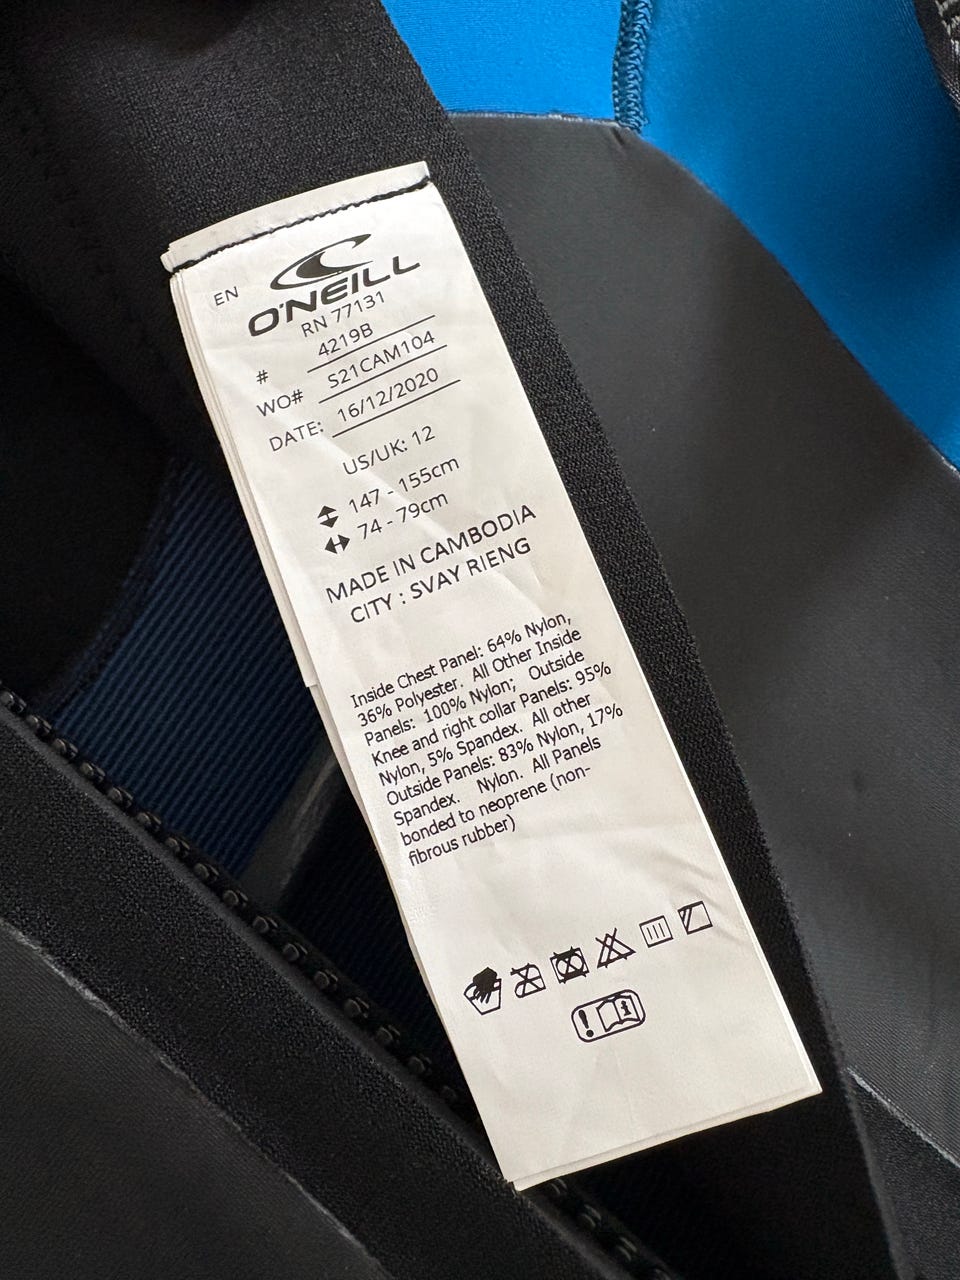 EN
O'NEILL
RN 77131
# 4219B
WO# S21CAM104
DATE: 16/12/2020
US/UK: 12
147 - 155cm
74 - 79cm
MADE IN CAMBODIA
CITY : SVAY RIENG
Inside Chest Panel: 64% Nylon,
36% Polyester. All Other Inside
Panels: 100% Nylon; Outside
Knee and right collar Panels: 95%
Nylon, 5% Spandex. All other
Outside Panels: 83% Nylon, 17%
Spandex. Nylon. All Panels
bonded to neoprene (non-
fibrous rubber)